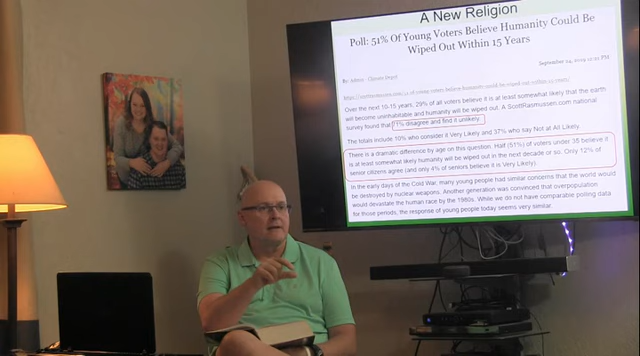 A New Religion
Poll: 51% Of Young Voters Believe Humanity Could Be
Wiped Out Within 15 Years
September 24, 2019 12:21 PM
By:
Over the next 10-15 years, 29% of all voters believe it is at least somewhat likely that the earth
will become uninhabitable and humanity will be wiped out. A ScottRasmussen.com national
survey found that 71% disagree and find it unlikely.
The totals include 10% who consider it Very Likely and 37% who say Not at All Likely.
There is a dramatic difference by age on this question. Half (51%) of voters under 35 believe it
is at least somewhat likely humanity will be wiped out in the next decade or so. Only 12% of
senior citizens agree (and only 4% of seniors believe it is Very Likely).
In the early days of the Cold War, many young people had similar concerns that the world would
be destroyed by nuclear weapons. Another generation was convinced that overpopulation
would devastate the human race by the 1980s. While we do not have comparable polling data
for those periods, the response of young people today seems very similar.